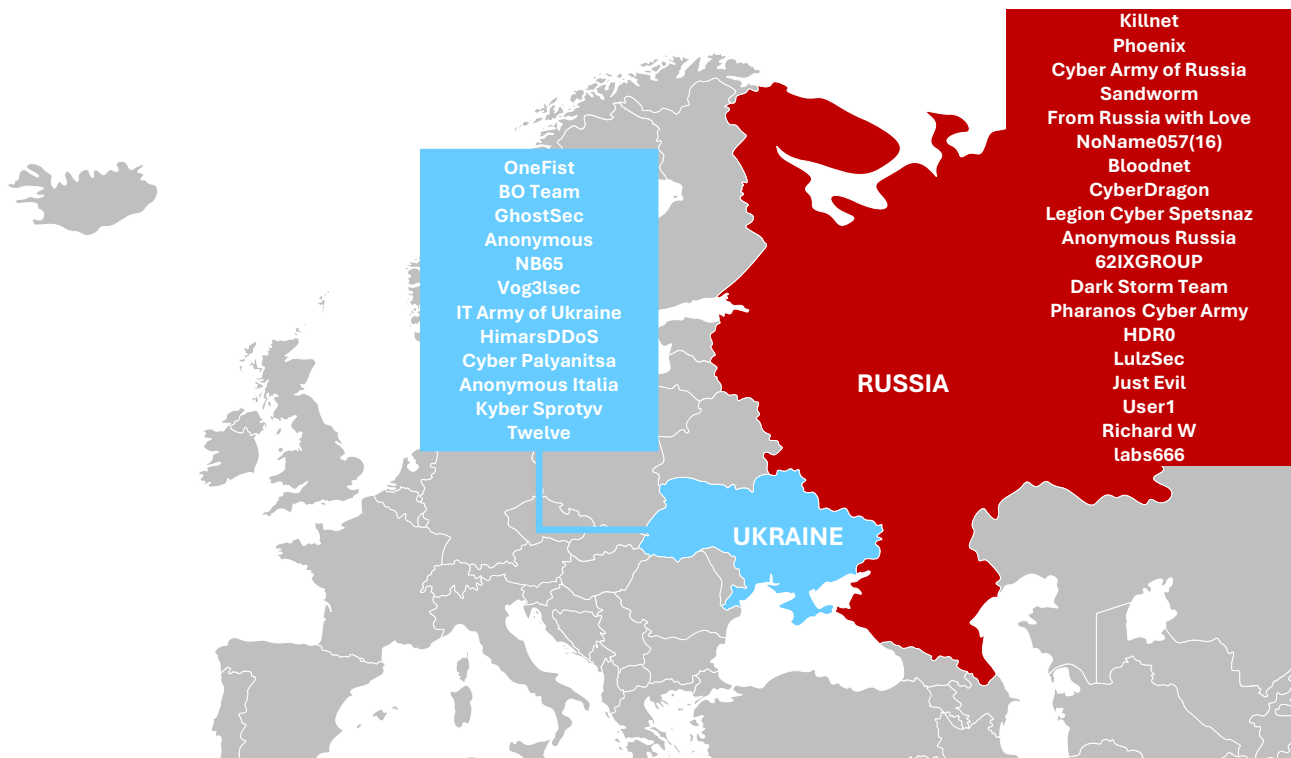 Killnet
Phoenix
Cyber Army of Russia
Sandworm
From Russia with Love
NoName057(16)
Bloodnet
CyberDragon
Legion Cyber Spetsnaz
Anonymous Russia
62IXGROUP
Dark Storm Team
Pharanos Cyber Army
HDR0
LulzSec
Just Evil
User1
Richard W
labs666
OneFist
BO Team
GhostSec
Anonymous
NB65
Vog3lsec
IT Army of Ukraine
HimarsDDoS
Cyber Palyanitsa
Anonymous Italia
Kyber Sprotyv
Twelve
RUSSIA
UKRAINE